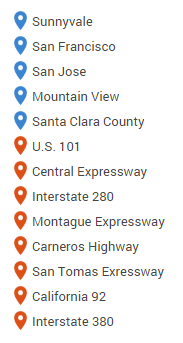 Sunnyvale
San Francisco
San Jose
Mountain View
Santa Clara County
U.S. 101
Central Expressway
Interstate 280
Montague Expressway
Carneros Highway
San Tomas Exressway
California 92
Interstate 380